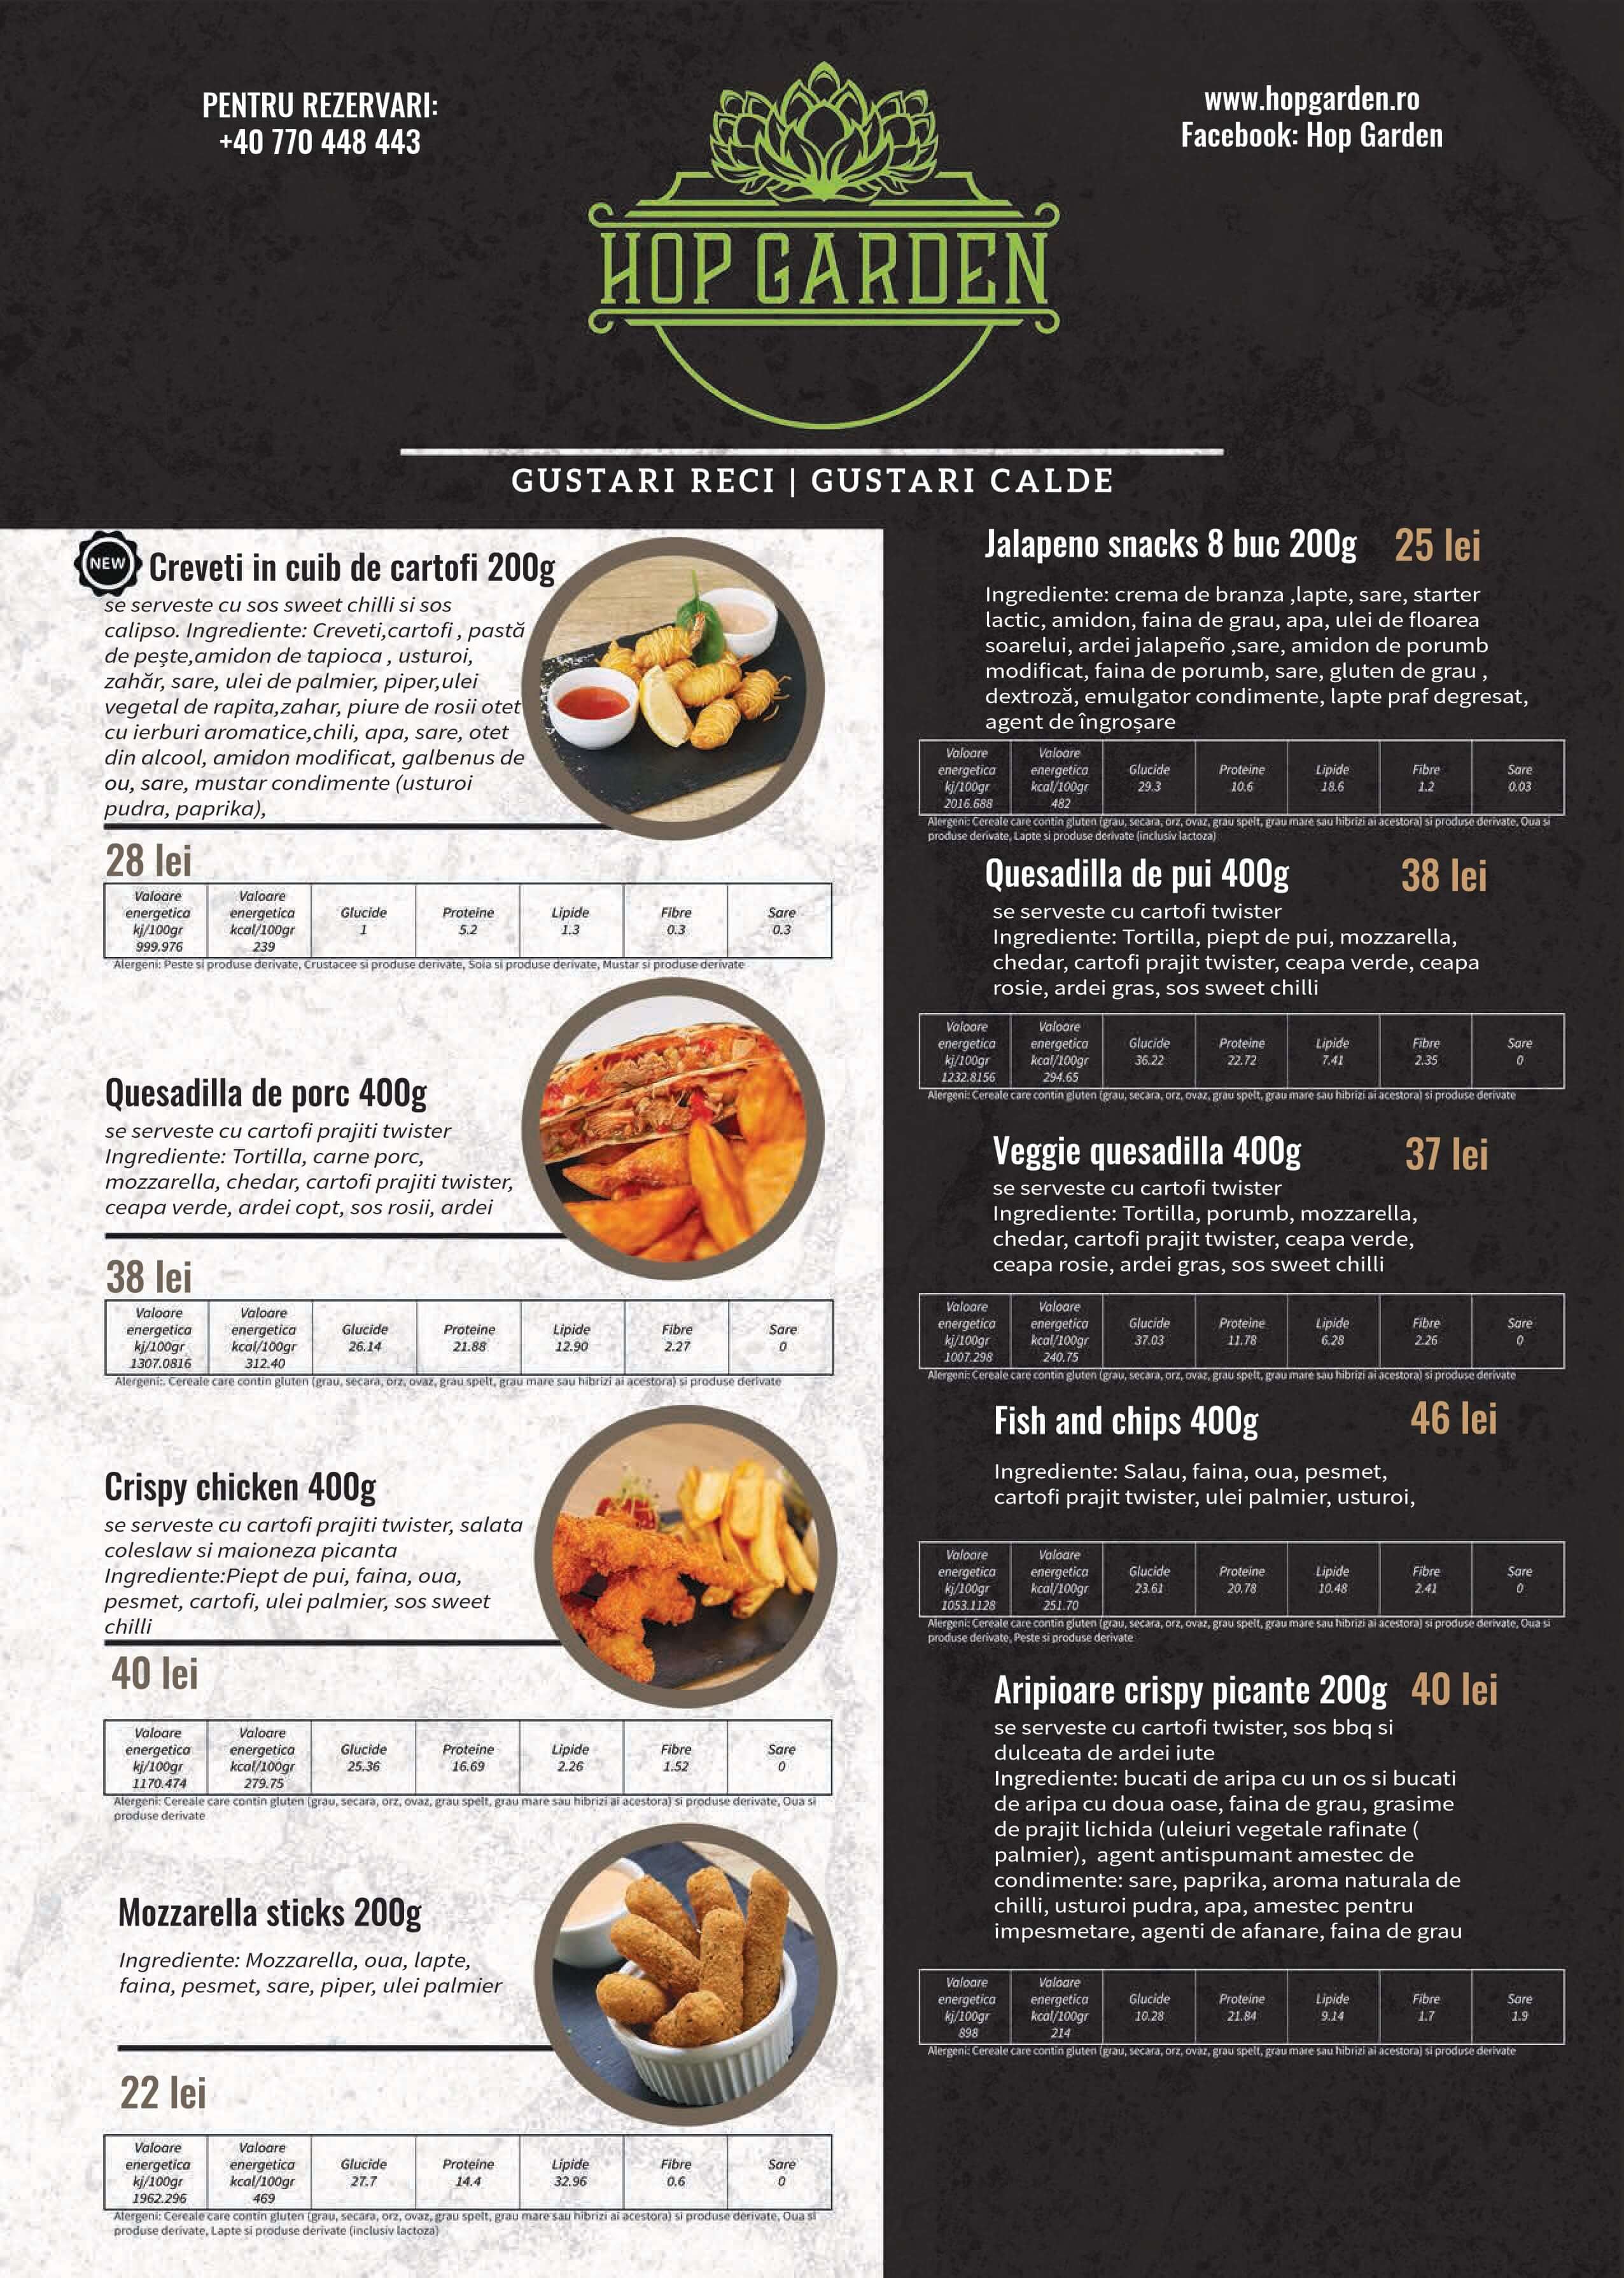 PENTRU REZERVARI:
+40 770 448 443
www.hopgarden.ro
Facebook: Hop Garden
HOP GARDEN
GUSTARI RECI | GUSTARI CALDE
NEW
Creveti in cuib de cartofi 200g
se serveste cu sos sweet chilli si sos
calipso. Ingrediente: Creveti,cartofi , pastă
de pește,amidon de tapioca , usturoi,
zahăr, sare, ulei de palmier, piper,ulei
vegetal de rapita,zahar, piure de rosii otet
cu ierburi aromatice,chili, apa, sare, otet
din alcool, amidon modificat, galbenus de
ou, sare, mustar condimente (usturoi
pudra, paprika),
28 lei
Valoare Valoare
energetica energetica Glucide Proteine Lipide Fibre Sare
kj/100gr kcal/100gr 1 5.2 1.3 0.3 0.3
999.976 239
Alergeni: Peste si produse derivate, Crustacee si produse derivate, Soia si produse derivate, Mustar si produse derivate
Quesadilla de porc 400g
se serveste cu cartofi prajiti twister
Ingrediente: Tortilla, carne porc,
mozzarella, chedar, cartofi prajiti twister,
ceapa verde, ardei copt, sos rosii, ardei
38 lei
Valoare Valoare
energetica energetica Glucide Proteine Lipide Fibre Sare
kj/100gr kcal/100gr 26.14 21.88 12.90 2.27 0
1307.0816 312.40
Alergeni:. Cereale care contin gluten (grau, secara, orz, ovaz, grau spelt, grau mare sau hibrizi ai acestora) si produse derivate
Crispy chicken 400g
se serveste cu cartofi prajiti twister, salata
coleslaw si maioneza picanta
Ingrediente:Piept de pui, faina, oua,
pesmet, cartofi, ulei palmier, sos sweet
chilli
40 lei
Valoare Valoare
energetica energetica Glucide Proteine Lipide Fibre Sare
kj/100gr kcal/100gr 25.36 16.69 2.26 1.52 0
1170.474 279.75
Alergeni: Cereale care contin gluten (grau, secara, orz, ovaz, grau spelt, grau mare sau hibrizi ai acestora) si produse derivate, Oua si
produse derivate
Mozzarella sticks 200g
Ingrediente: Mozzarella, oua, lapte,
faina, pesmet, sare, piper, ulei palmier
22 lei
Valoare Valoare
energetica energetica Glucide Proteine Lipide Fibre Sare
kj/100gr kcal/100gr 27.7 14.4 32.96 0.6 0
1962.296 469
Alergeni: Cereale care contin gluten (grau, secara, orz, ovaz, grau spelt, grau mare sau hibrizi ai acestora) si produse derivate, Oua si
produse derivate, Lapte si produse derivate (inclusiv lactoza)
Jalapeno snacks 8 buc 200g 25 lei
Ingrediente: crema de branza ,lapte, sare, starter
lactic, amidon, faina de grau, apa, ulei de floarea
soarelui, ardei jalapeño ,sare, amidon de porumb
modificat, faina de porumb, sare, gluten de grau ,
dextroză, emulgator condimente, lapte praf degresat,
agent de îngroșare
Valoare Valoare
energetica energetica Glucide Proteine Lipide Fibre Sare
kj/100gr kcal/100gr 29.3 10.6 18.6 1.2 0.03
2016.688 482
Alergeni: Cereale care contin gluten (grau, secara, orz, ovaz, grau spelt, grau mare sau hibrizi ai acestora) si produse derivate, Oua si
produse derivate, Lapte si produse derivate (inclusiv lactoza)
Quesadilla de pui 400g 38 lei
se serveste cu cartofi twister
Ingrediente: Tortilla, piept de pui, mozzarella,
chedar, cartofi prajit twister, ceapa verde, ceapa
rosie, ardei gras, sos sweet chilli
Valoare Valoare
energetica energetica Glucide Proteine Lipide Fibre Sare
kj/100gr kcal/100gr 36.22 22.72 7.41 2.35 0
1232.8156 294.65
Alergeni: Cereale care contin gluten (grau, secara, orz, ovaz, grau spelt, grau mare sau hibrizi ai acestora) si produse derivate
Veggie quesadilla 400g 37 lei
se serveste cu cartofi twister
Ingrediente: Tortilla, porumb, mozzarella,
chedar, cartofi prajit twister, ceapa verde,
ceapa rosie, ardei gras, sos sweet chilli
Valoare Valoare
energetica energetica Glucide Proteine Lipide Fibre Sare
kj/100gr kcal/100gr 37.03 11.78 6.28 2.26 0
1007.298 240.75
Alergeni: Cereale care contin gluten (grau, secara, orz, ovaz, grau spelt, grau mare sau hibrizi ai acestora) si produse derivate
Fish and chips 400g 46 lei
Ingrediente: Salau, faina, oua, pesmet,
cartofi prajit twister, ulei palmier, usturoi,
Valoare Valoare
energetica energetica Glucide Proteine Lipide Fibre Sare
kj/100gr kcal/100gr 23.61 20.78 10.48 2.41 0
1053.1128 251.70
Alergeni: Cereale care contin gluten (grau, secara, orz, ovaz, grau spelt, grau mare sau hibrizi ai acestora) si produse derivate, Oua si
produse derivate, Peste si produse derivate
Aripioare crispy picante 200g 40 lei
se serveste cu cartofi twister, sos bbq si
dulceata de ardei iute
Ingrediente: bucati de aripa cu un os si bucati
de aripa cu doua oase, faina de grau, grasime
de prajit lichida (uleiuri vegetale rafinate (
palmier), agent antispumant amestec de
condimente: sare, paprika, aroma naturala de
chilli, usturoi pudra, apa, amestec pentru
impesmetare, agenti de afanare, faina de grau
Valoare Valoare
energetica energetica Glucide Proteine Lipide Fibre Sare
kj/100gr kcal/100gr 10.28 21.84 9.14 1.7 1.9
898 214
Alergeni: Cereale care contin gluten (grau, secara, orz, ovaz, grau spelt, grau mare sau hibrizi ai acestora) si produse derivate